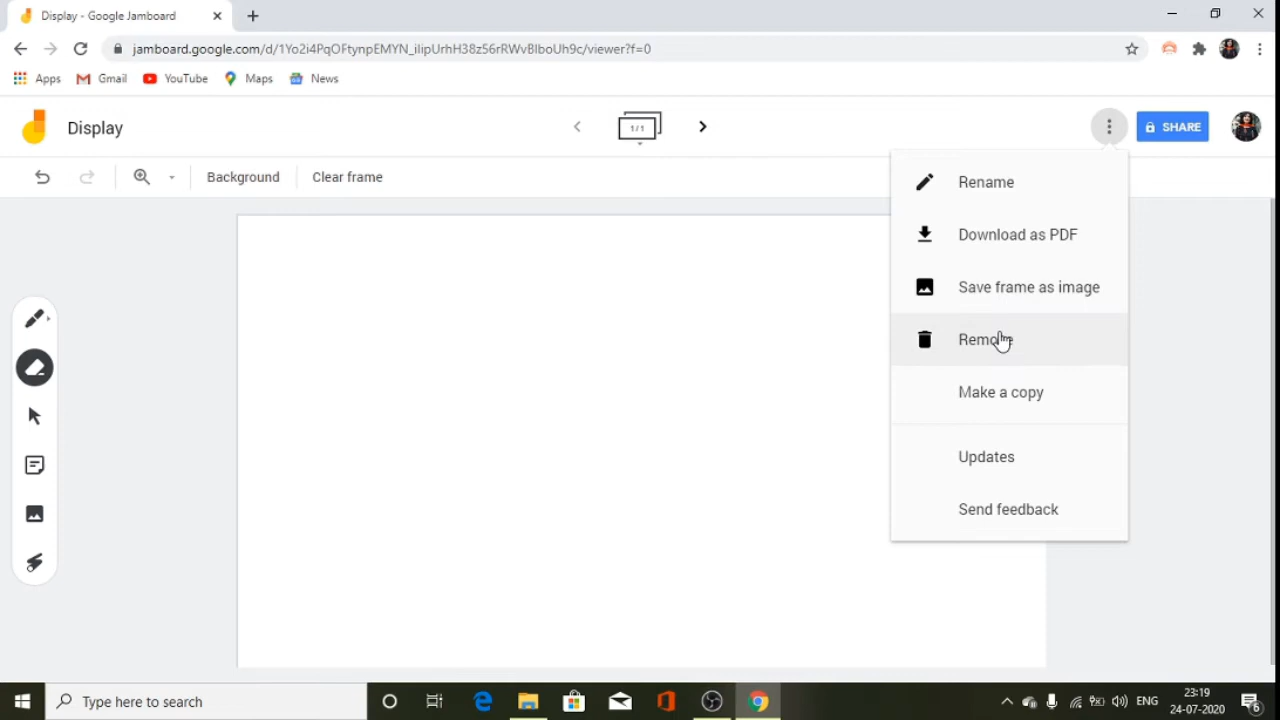 Display - Google Jamboard
jamboard.google.com/d/1Yo2i4PqOFtynpEMYN_iIipUrhH38z56rRWvBIboUh9c/viewer?f=0
Apps Gmail YouTube Maps News
Display 1/1 SHARE
Background Clear frame
Rename
Download as PDF
Save frame as image
Remove
Make a copy
Updates
Send feedback
Type here to search ENG 23:19
24-07-2020 6